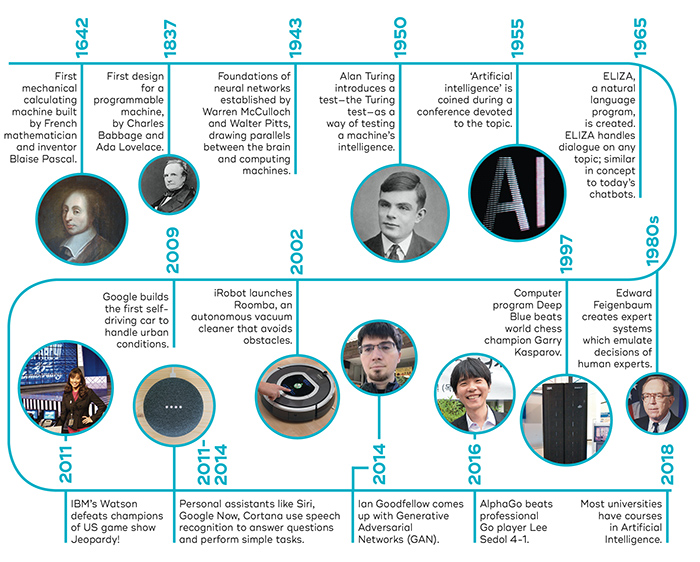 1642
First
mechanical
calculating
machine built
by French
mathematician
and inventor
Blaise Pascal.
1837
First design
for a
programmable
machine,
by Charles
Babbage and
Ada Lovelace.
1943
Foundations of
neural networks
established by
Warren McCulloch
and Walter Pitts,
drawing parallels
between the brain
and computing
machines.
1950
Alan Turing
introduces a
test—the Turing
test—as a
way of testing
a machine’s
intelligence.
1955
‘Artificial
intelligence’ is
coined during a
conference devoted
to the topic.
AI
1965
ELIZA,
a natural
language
program,
is created.
ELIZA handles
dialogue on any
topic; similar
in concept
to today’s
chatbots.
1980s
Edward
Feigenbaum
creates expert
systems
which emulate
decisions of
human experts.
1997
Computer
program Deep
Blue beats
world chess
champion Garry
Kasparov.
2002
iRobot launches
Roomba, an
autonomous vacuum
cleaner that avoids
obstacles.
2009
Google builds
the first self-
driving car to
handle urban
conditions.
2011
IBM’s Watson
defeats champions
of US game show
Jeopardy!
2011-
2014
Personal assistants like Siri,
Google Now, Cortana use speech
recognition to answer questions
and perform simple tasks.
2014
Ian Goodfellow comes
up with Generative
Adversarial
Networks (GAN).
2016
AlphaGo beats
professional
Go player Lee
Sedol 4-1.
2018
Most universities
have courses
in Artificial
Intelligence.